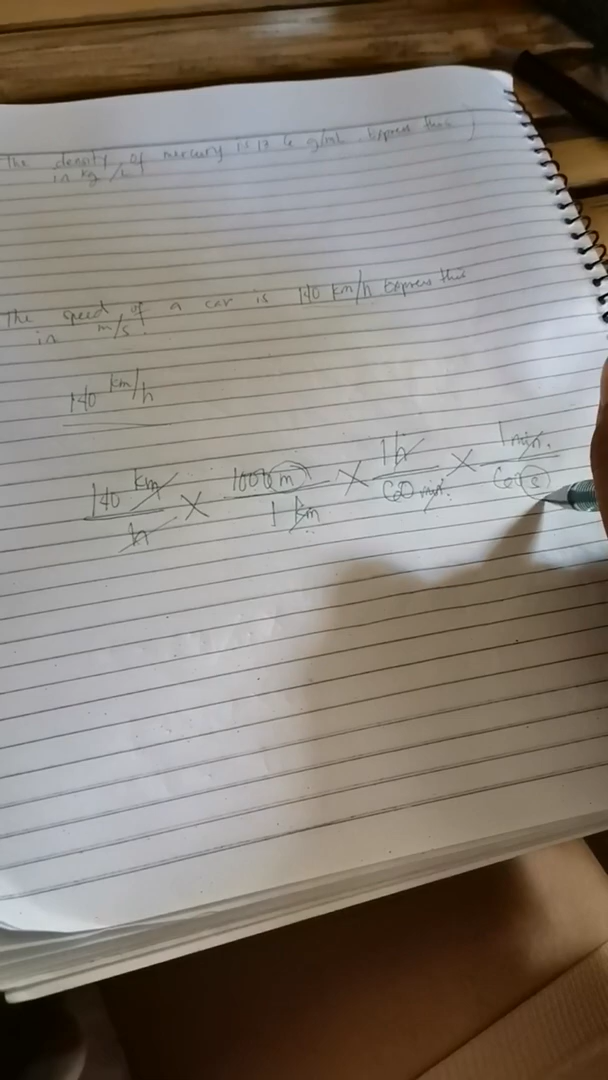 The density of mercury is 13.6 g/mL. Express this
in kg/L
The speed of a car is 140 km/h Express this
in m/s.
140 km/h
140 km/h × 1000 m/1 km × 1 h/60 min. × 1 min./60 s